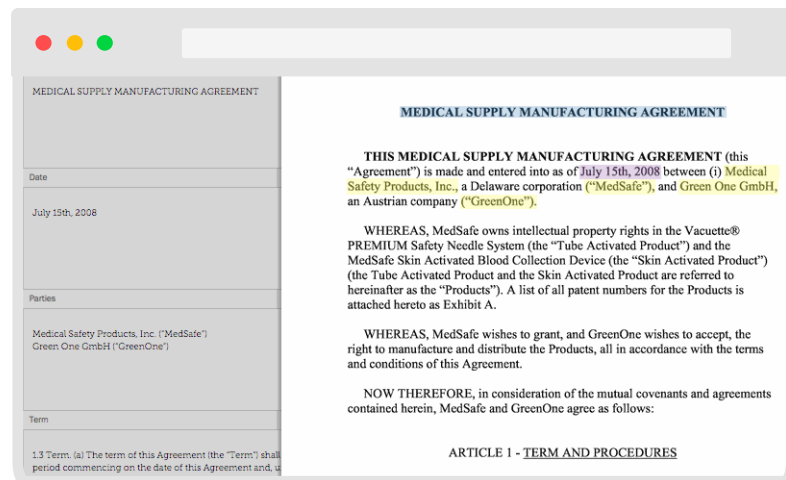 MEDICAL SUPPLY MANUFACTURING AGREEMENT
Date
July 15th, 2008
Parties
Medical Safety Products, Inc. ("MedSafe")
Green One GmbH ("GreenOne")
Term
1.3 Term. (a) The term of this Agreement (the "Term") shall
period commencing on the date of this Agreement and, u
MEDICAL SUPPLY MANUFACTURING AGREEMENT
THIS MEDICAL SUPPLY MANUFACTURING AGREEMENT (this
“Agreement”) is made and entered into as of July 15th, 2008 between (i) Medical
Safety Products, Inc., a Delaware corporation (“MedSafe”), and Green One GmbH,
an Austrian company (“GreenOne”).
WHEREAS, MedSafe owns intellectual property rights in the Vacuette®
PREMIUM Safety Needle System (the “Tube Activated Product”) and the
MedSafe Skin Activated Blood Collection Device (the “Skin Activated Product”)
(the Tube Activated Product and the Skin Activated Product are referred to
hereinafter as the “Products”). A list of all patent numbers for the Products is
attached hereto as Exhibit A.
WHEREAS, MedSafe wishes to grant, and GreenOne wishes to accept, the
right to manufacture and distribute the Products, all in accordance with the terms
and conditions of this Agreement.
NOW THEREFORE, in consideration of the mutual covenants and agreements
contained herein, MedSafe and GreenOne agree as follows:
ARTICLE 1 - TERM AND PROCEDURES